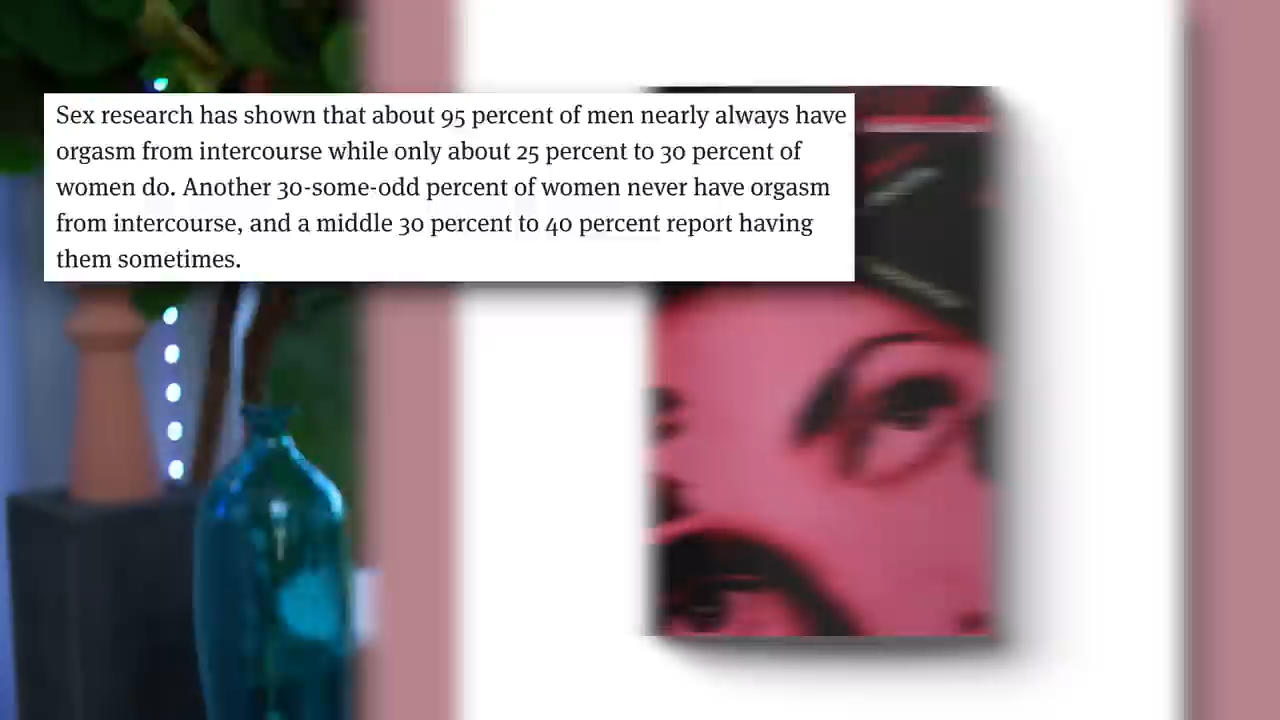 Sex research has shown that about 95 percent of men nearly always have
orgasm from intercourse while only about 25 percent to 30 percent of
women do. Another 30-some-odd percent of women never have orgasm
from intercourse, and a middle 30 percent to 40 percent report having
them sometimes.